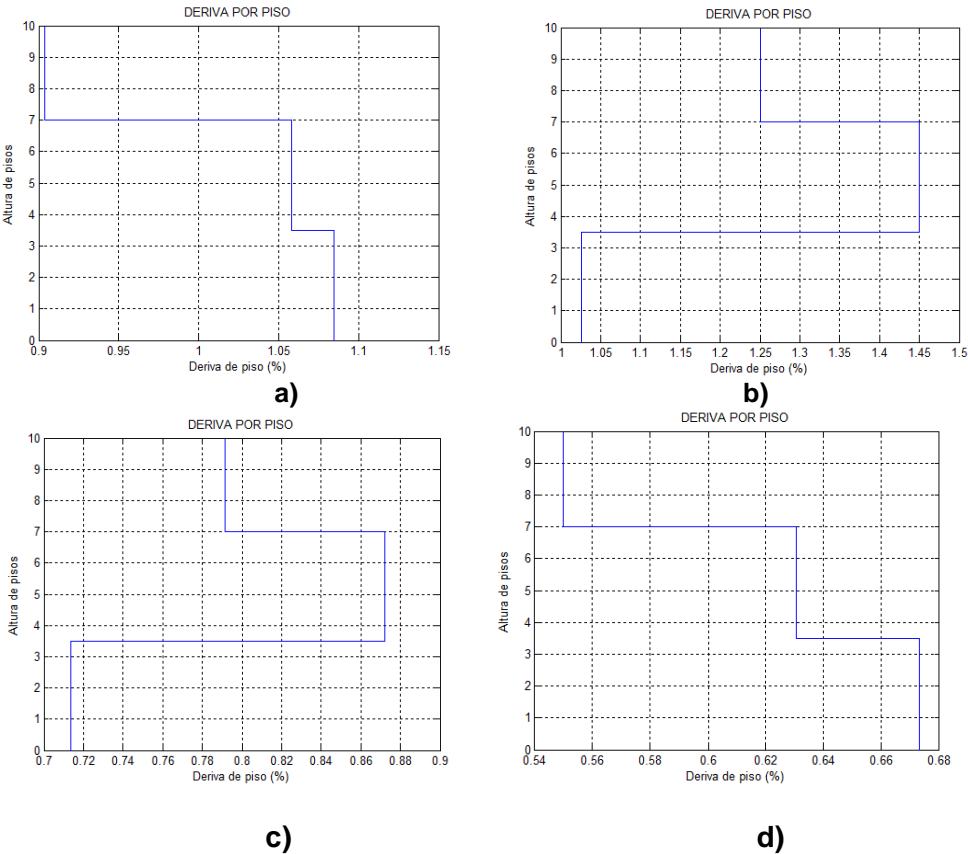 DERIVA POR PISO
Altura de pisos
10
9
8
7
6
5
4
3
2
1
0
0.9 0.95 1 1.05 1.1 1.15
Deriva de piso (%)
a)
DERIVA POR PISO
Altura de pisos
10
9
8
7
6
5
4
3
2
1
0
1 1.05 1.1 1.15 1.2 1.25 1.3 1.35 1.4 1.45 1.5
Deriva de piso (%)
b)
DERIVA POR PISO
Altura de pisos
10
9
8
7
6
5
4
3
2
1
0
0.7 0.72 0.74 0.76 0.78 0.8 0.82 0.84 0.86 0.88 0.9
Deriva de piso (%)
c)
DERIVA POR PISO
Altura de pisos
10
9
8
7
6
5
4
3
2
1
0
0.54 0.56 0.58 0.6 0.62 0.64 0.66 0.68
Deriva de piso (%)
d)